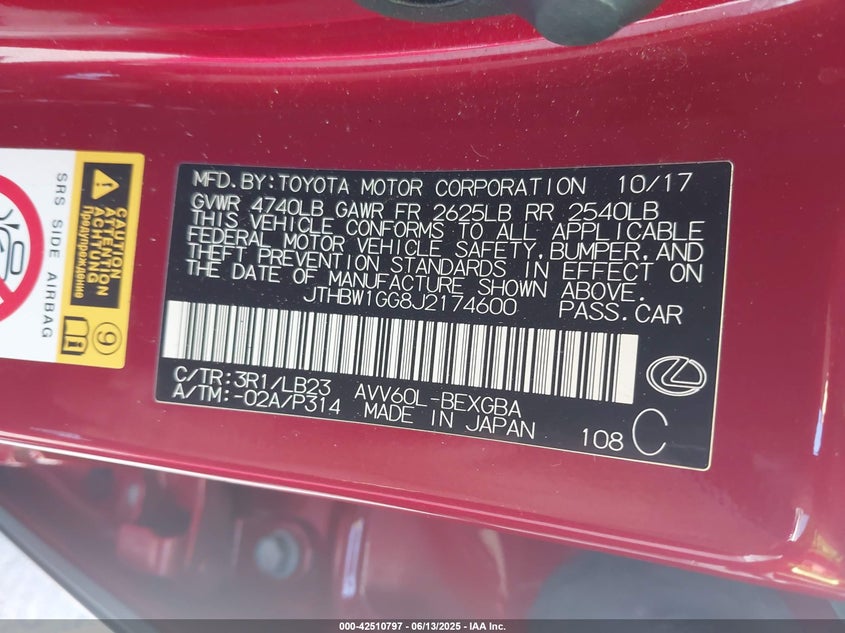 MFD.BY:TOYOTA MOTOR CORPORATION 10/17
GVWR 4740LB GAWR FR 2625LB RR 2540LB
THIS VEHICLE CONFORMS TO ALL APPLICABLE
FEDERAL MOTOR VEHICLE SAFETY,BUMPER,AND
THEFT PREVENTION STANDARDS IN EFFECT ON
THE DATE OF MANUFACTURE SHOWN ABOVE.
JTHBW1GG8J2174600 PASS.CAR
C/TR:3R1/LB23 AVV60L-BEXGBA
A/TM:-02A/P314 MADE IN JAPAN
108 C
SRS SIDE AIRBAG
CAUTION
ATTENTION
ACHTUNG
Предупреждение
9
000-42510797 - 06/13/2025 - IAA Inc.